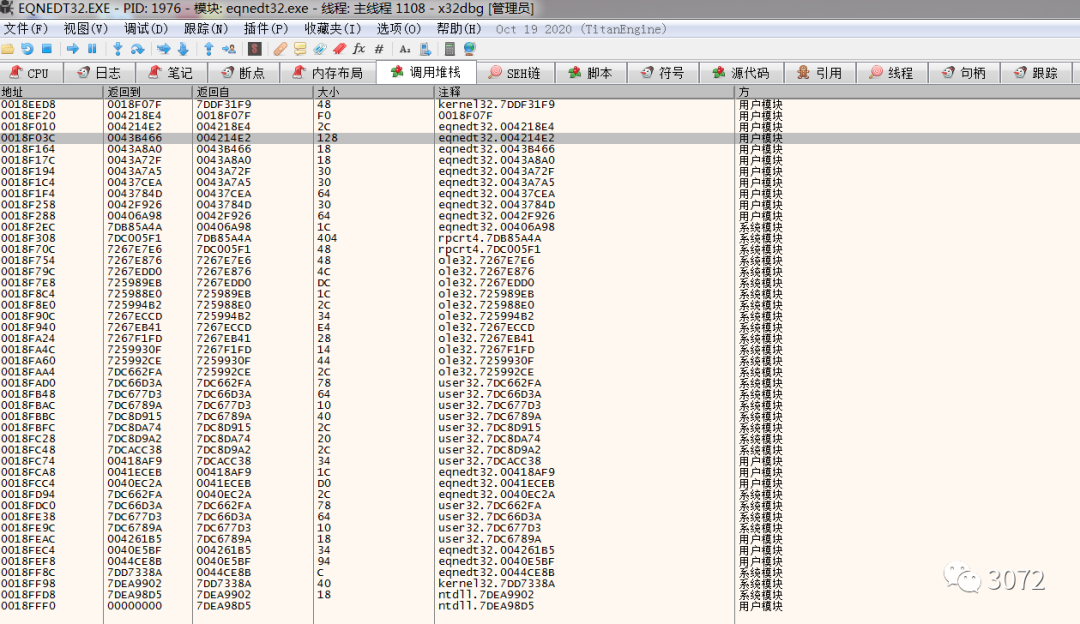 EQNEDT32.EXE - PID: 1976 - 模块: eqnedt32.exe - 线程: 主线程 1108 - x32dbg [管理员]
文件(F) 视图(V) 调试(D) 跟踪(N) 插件(P) 收藏夹(I) 选项(O) 帮助(H) Oct 19 2020 (TitanEngine)
CPU 日志 笔记 断点 内存布局 调用堆栈 SEH链 脚本 符号 源代码 引用 线程 句柄 跟踪
地址 返回到 返回自 大小 注释 方
0018EED8 0018F07F 7DDF31F9 48 kernel32.7DDF31F9 用户模块
0018EF20 004218E4 0018F07F F0 0018F07F 用户模块
0018F010 004214E2 004218E4 2C eqnedt32.004218E4 用户模块
0018F03C 0043B466 004214E2 128 eqnedt32.004214E2 用户模块
0018F164 0043A8A0 0043B466 18 eqnedt32.0043B466 用户模块
0018F17C 0043A72F 0043A8A0 18 eqnedt32.0043A8A0 用户模块
0018F194 0043A7A5 0043A72F 30 eqnedt32.0043A72F 用户模块
0018F1C4 00437CEA 0043A7A5 30 eqnedt32.0043A7A5 用户模块
0018F1F4 0043784D 00437CEA 64 eqnedt32.00437CEA 用户模块
0018F258 0042F926 0043784D 30 eqnedt32.0043784D 用户模块
0018F288 00406A98 0042F926 64 eqnedt32.0042F926 用户模块
0018F2EC 7DB85A4A 00406A98 1C eqnedt32.00406A98 系统模块
0018F308 7DC005F1 7DB85A4A 404 rpcrt4.7DB85A4A 系统模块
0018F70C 7267E7E6 7DC005F1 48 rpcrt4.7DC005F1 系统模块
0018F754 7267E876 7267E7E6 48 ole32.7267E7E6 系统模块
0018F79C 7267EDD0 7267E876 4C ole32.7267E876 系统模块
0018F7E8 725989EB 7267EDD0 DC ole32.7267EDD0 系统模块
0018F8C4 725988E0 725989EB 1C ole32.725989EB 系统模块
0018F8E0 725994B2 725988E0 2C ole32.725988E0 系统模块
0018F90C 7267ECCD 725994B2 34 ole32.725994B2 系统模块
0018F940 7267EB41 7267ECCD E4 ole32.7267ECCD 系统模块
0018FA24 7267F1FD 7267EB41 28 ole32.7267EB41 系统模块
0018FA4C 7259930F 7267F1FD 14 ole32.7267F1FD 系统模块
0018FA60 725992CE 7259930F 44 ole32.7259930F 系统模块
0018FAA4 7DC662FA 725992CE 2C ole32.725992CE 系统模块
0018FAD0 7DC66D3A 7DC662FA 78 user32.7DC662FA 系统模块
0018FB48 7DC677D3 7DC66D3A 64 user32.7DC66D3A 系统模块
0018FBAC 7DC6789A 7DC677D3 10 user32.7DC677D3 系统模块
0018FBBC 7DC8D915 7DC6789A 40 user32.7DC6789A 系统模块
0018FBFC 7DC8DA74 7DC8D915 2C user32.7DC8D915 系统模块
0018FC28 7DC8D9A2 7DC8DA74 20 user32.7DC8DA74 系统模块
0018FC48 7DCACC38 7DC8D9A2 2C user32.7DC8D9A2 系统模块
0018FC74 00418AF9 7DCACC38 34 user32.7DCACC38 用户模块
0018FCA8 0041ECEB 00418AF9 1C eqnedt32.00418AF9 用户模块
0018FCC4 0040EC2A 0041ECEB D0 eqnedt32.0041ECEB 用户模块
0018FD94 7DC662FA 0040EC2A 2C eqnedt32.0040EC2A 系统模块
0018FDC0 7DC66D3A 7DC662FA 78 user32.7DC662FA 系统模块
0018FE38 7DC677D3 7DC66D3A 64 user32.7DC66D3A 系统模块
0018FE9C 7DC6789A 7DC677D3 10 user32.7DC677D3 系统模块
0018FEAC 004261B5 7DC6789A 18 user32.7DC6789A 用户模块
0018FEC4 0040E5BF 004261B5 34 eqnedt32.004261B5 用户模块
0018FEF8 0044CE8B 0040E5BF 94 eqnedt32.0040E5BF 用户模块
0018FF8C 7DD7338A 0044CE8B C eqnedt32.0044CE8B 系统模块
0018FF98 7DEA9902 7DD7338A 40 kernel32.7DD7338A 系统模块
0018FFD8 7DEA98D5 7DEA9902 18 ntdll.7DEA9902 系统模块
0018FFF0 00000000 7DEA98D5 ntdll.7DEA98D5 用户模块
3072